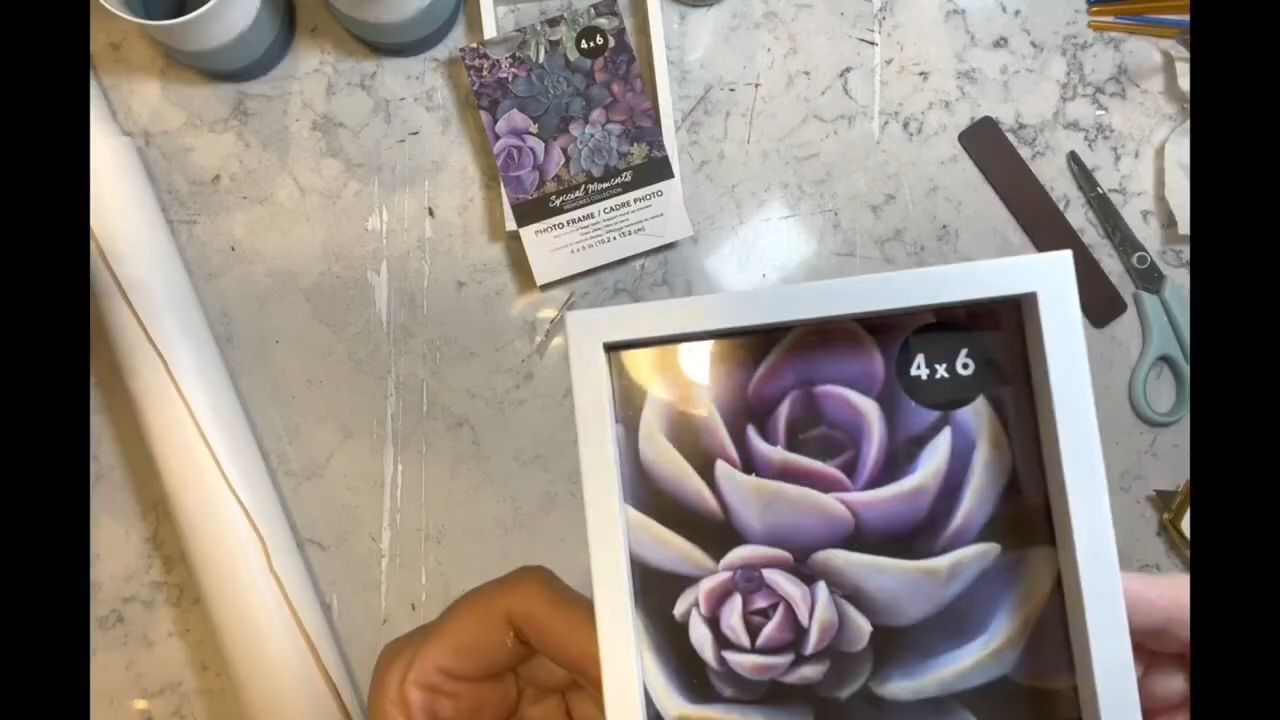 4x6
Special Moments
MEMORIES COLLECTION
PHOTO FRAME / CADRE PHOTO
4 x 6 in (10.2 x 15.2 cm)
4x6